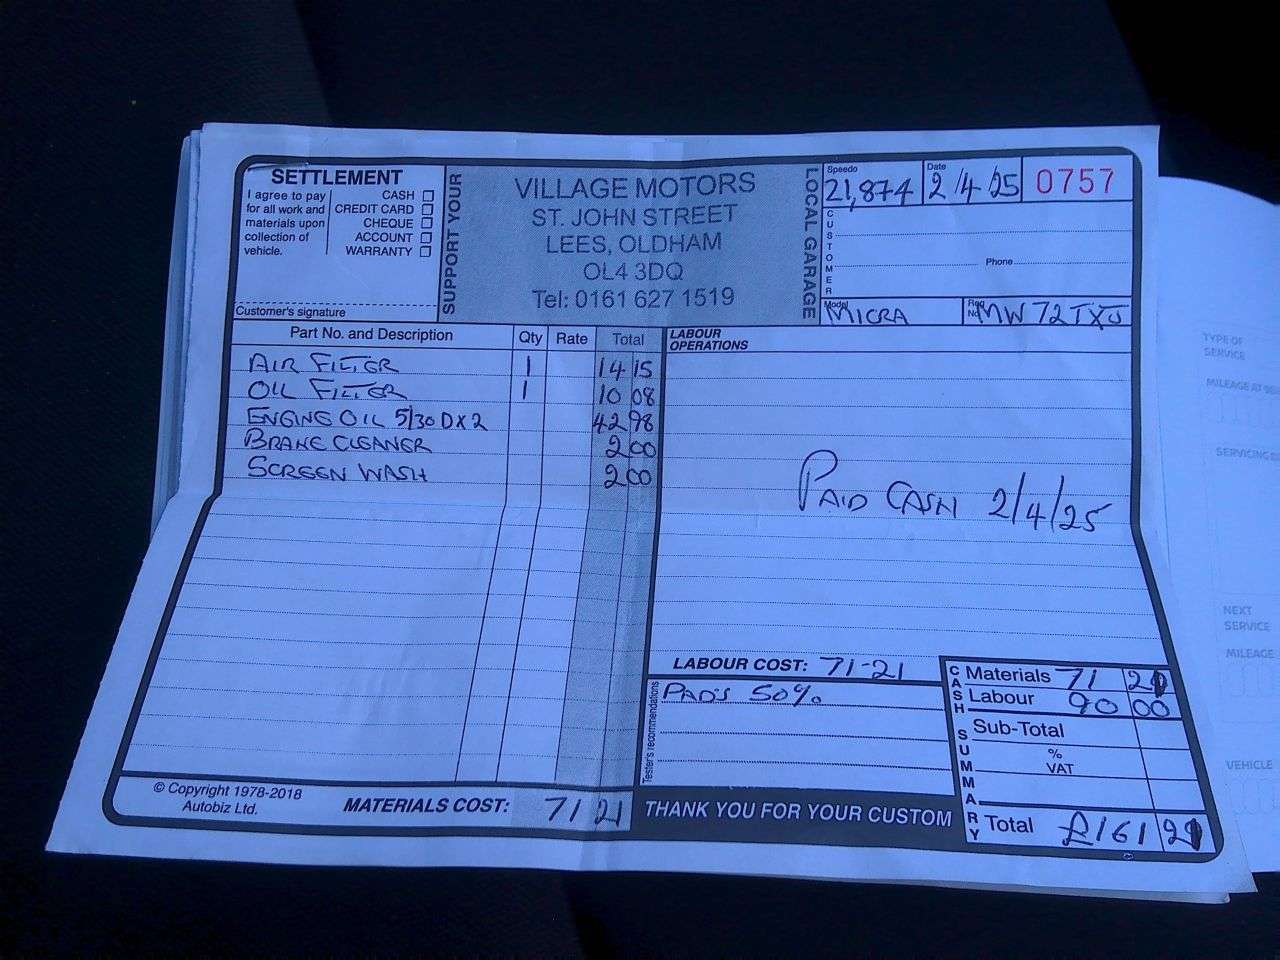 SETTLEMENT
I agree to pay for all work and materials upon collection of vehicle.
CASH
CREDIT CARD
CHEQUE
ACCOUNT
WARRANTY
Customer's signature
SUPPORT YOUR
VILLAGE MOTORS
ST. JOHN STREET
LEES, OLDHAM
OL4 3DQ
Tel: 0161 627 1519
LOCAL GARAGE
Speedo 21,874
Date 2/4/25
0757
CUSTOMER
Phone
Model MICRA
Reg No. MW72TXJ
Part No. and Description Qty Rate Total
AIR FILTER 1 14 15
OIL FILTER 1 10 08
ENGINE OIL 5/30 D X 2 42 98
BRAKE CLEANER 2 00
SCREEN WASH 2 00
© Copyright 1978-2018
Autobiz Ltd.
MATERIALS COST: 71 21
LABOUR OPERATIONS
PAID CASH 2/4/25
LABOUR COST: 71-21
Tester's recommendations
PAD'S 50%
THANK YOU FOR YOUR CUSTOM
CASH SUMMARY
Materials 71 21
Labour 90 00
Sub-Total
% VAT
Total £161 21
TYPE OF
SERVICE
MILEAGE AT
SERVICING
NEXT
SERVICE
MILEAGE
VEHICLE